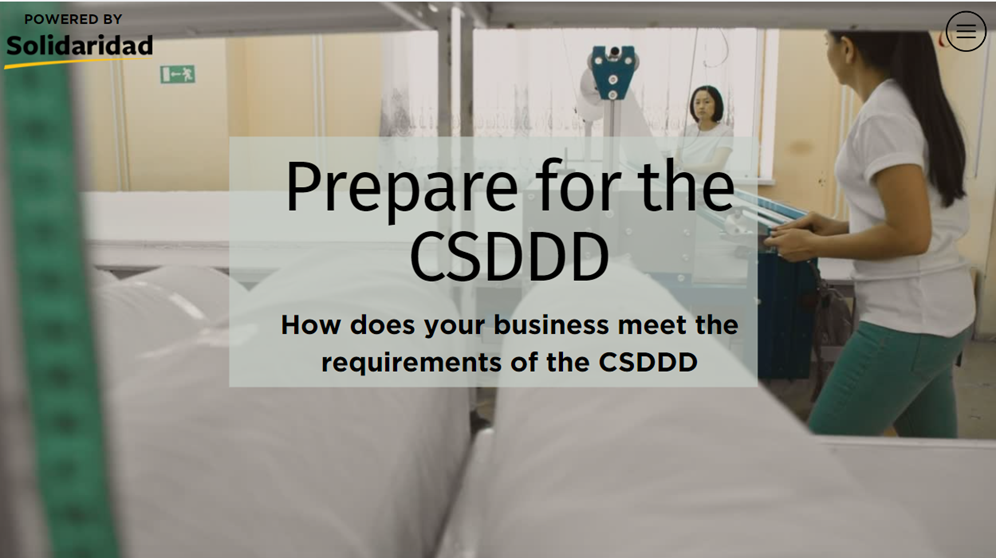 POWERED BY
Solidaridad
Prepare for the
CSDDD
How does your business meet the
requirements of the CSDDD